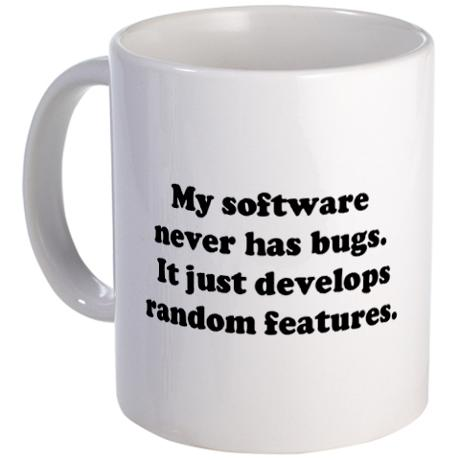 My software
never has bugs.
It just develops
random features.